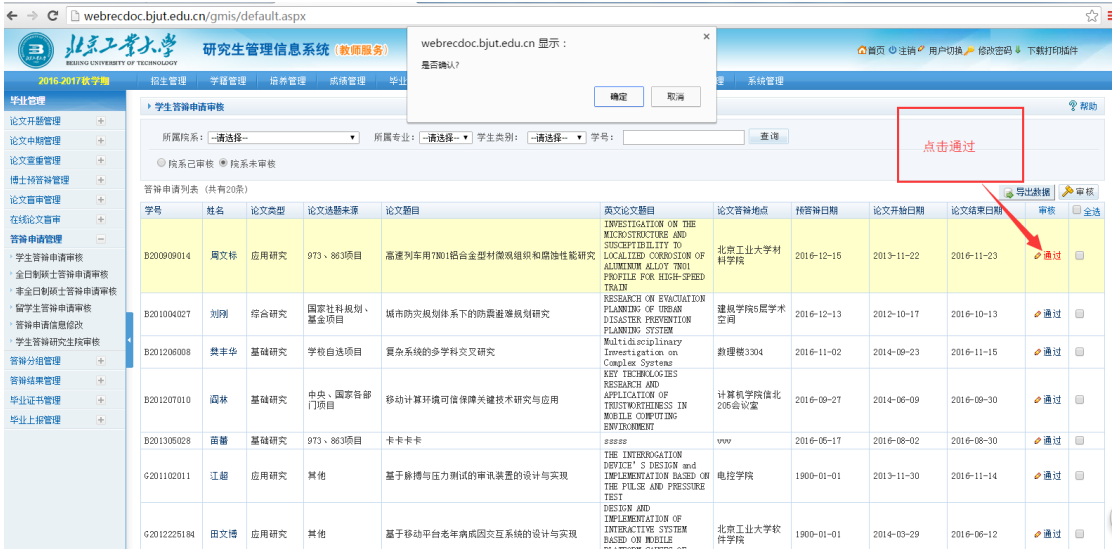 webrecdoc.bjut.edu.cn/gmis/default.aspx
北京工業大學
BEIJING UNIVERSITY OF TECHNOLOGY
研究生管理信息系统（教师服务）
webrecdoc.bjut.edu.cn 显示：
是否确认?
确定 取消
首页 注销 用户切换 修改密码 下载打印插件
2016-2017秋学期 招生管理 学籍管理 培养管理 成绩管理 毕业 理 系统管理
毕业管理
论文开题管理
论文中期管理
论文查重管理
博士预答辩管理
论文盲审管理
在线论文盲审
答辩申请管理
学生答辩申请审核
全日制硕士答辩申请审核
非全日制硕士答辩申请审核
留学生答辩申请审核
答辩申请信息修改
学生答辩研究生院审核
答辩分组管理
答辩结果管理
毕业证书管理
毕业上报管理
学生答辩申请审核 帮助
所属院系：--请选择-- 所属专业：--请选择-- 学生类别：--请选择-- 学号： 查询
院系已审核 院系未审核
点击通过
答辩申请列表（共有20条） 导出数据 审核
学号 姓名 论文类型 论文选题来源 论文题目 英文论文题目 论文答辩地点 预答辩日期 论文开始日期 论文结束日期 审核 全选
B200909014 周文标 应用研究 973、863项目 高速列车用7N01铝合金型材微观组织和腐蚀性能研究 INVESTIGATION ON THE
MICROSTRUCTURE AND
SUSCEPTIBILITY TO
LOCALIZED CORROSION OF
ALUMINUM ALLOY 7N01
PROFILE FOR HIGH-SPEED
TRAIN 北京工业大学材
料学院 2016-12-15 2013-11-22 2016-11-23 通过
B201004027 刘刚 综合研究 国家社科规划、
基金项目 城市防灾规划体系下的防震避难规划研究 RESEARCH ON EVACUATION
PLANNING OF URBAN
DISASTER PREVENTION
PLANNING SYSTEM 建规学院5层学术
空间 2016-12-13 2012-10-17 2016-10-13 通过
B201206008 樊丰华 基础研究 学校自选项目 复杂系统的多学科交叉研究 Multidisciplinary
Investigation on
Complex Systems 数理楼3304 2016-11-02 2014-09-23 2016-11-15 通过
B201207010 阎林 基础研究 中央、国家各部
门项目 移动计算环境可信保障关键技术研究与应用 KEY TECHNOLOGIES
RESEARCH AND
APPLICATION OF
TRUSTWORTHINESS IN
MOBILE COMPUTING
ENVIRONMENT 计算机学院信北
205会议室 2016-09-27 2014-06-09 2016-09-30 通过
B201305028 苗蕾 基础研究 973、863项目 卡卡卡卡 sssss vvv 2016-05-17 2016-08-02 2016-08-30 通过
G201102011 江超 应用研究 其他 基于脉搏与压力测试的审讯装置的设计与实现 THE INTERROGATION
DEVICE'S DESIGN and
IMPLEMENTATION BASED ON
THE PULSE AND PRESSURE
TEST 电控学院 1900-01-01 2013-11-30 2016-11-14 通过
G2012225184 田文博 应用研究 其他 基于移动平台老年病成因交互系统的设计与实现 DESIGN AND
IMPLEMENTATION OF
INTERACTIVE SYSTEM
BASED ON MOBILE
北京工业大学软
件学院 1900-01-01 2014-03-29 2016-06-12 通过